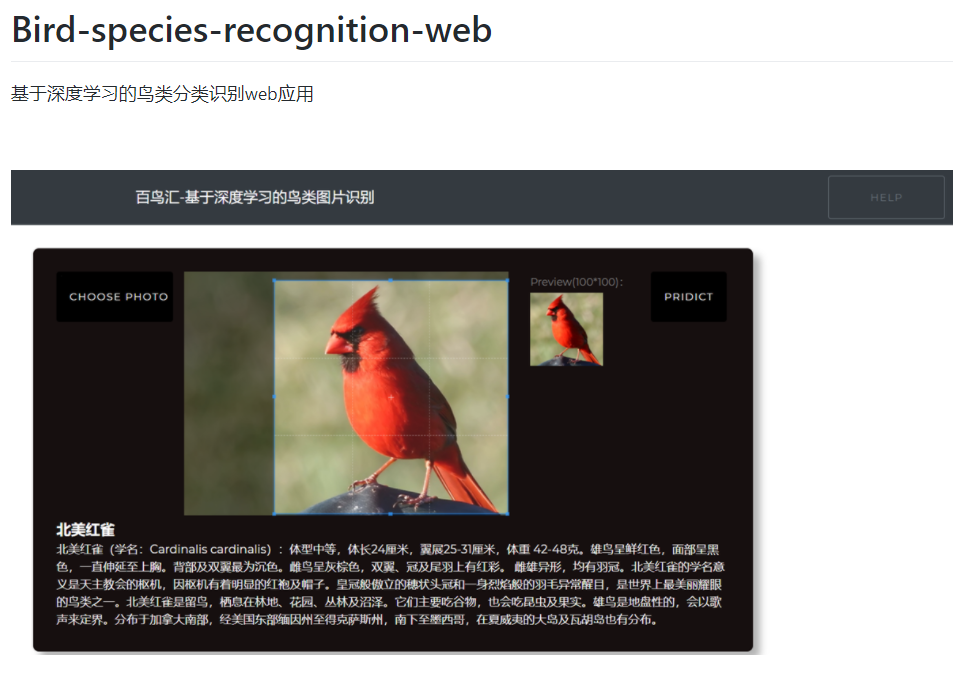 Bird-species-recognition-web
基于深度学习的鸟类分类识别web应用
百鸟汇-基于深度学习的鸟类图片识别
HELP
CHOOSE PHOTO
Preview(100*100):
PRIDICT
北美红雀
北美红雀（学名：Cardinalis cardinalis）：体型中等，体长24厘米，翼展25-31厘米，体重 42-48克。雄鸟呈鲜红色，面部呈黑
色，一直伸延至上胸。背部及双翼最为沉色。雌鸟呈灰棕色，双翼、冠及尾羽上有红彩。 雌雄异形，均有羽冠。北美红雀的学名意
义是天主教会的枢机，因枢机有着明显的红袍及帽子。皇冠般傲立的穗状头冠和一身烈焰般的羽毛异常醒目，是世界上最美丽耀眼
的鸟类之一。北美红雀是留鸟，栖息在林地、花园、丛林及沼泽。它们主要吃谷物，也会吃昆虫及果实。雄鸟是地盘性的，会以歌
声来定界。分布于加拿大南部，经美国东部缅因州至得克萨斯州，南下至墨西哥，在夏威夷的大鸟及瓦胡岛也有分布。